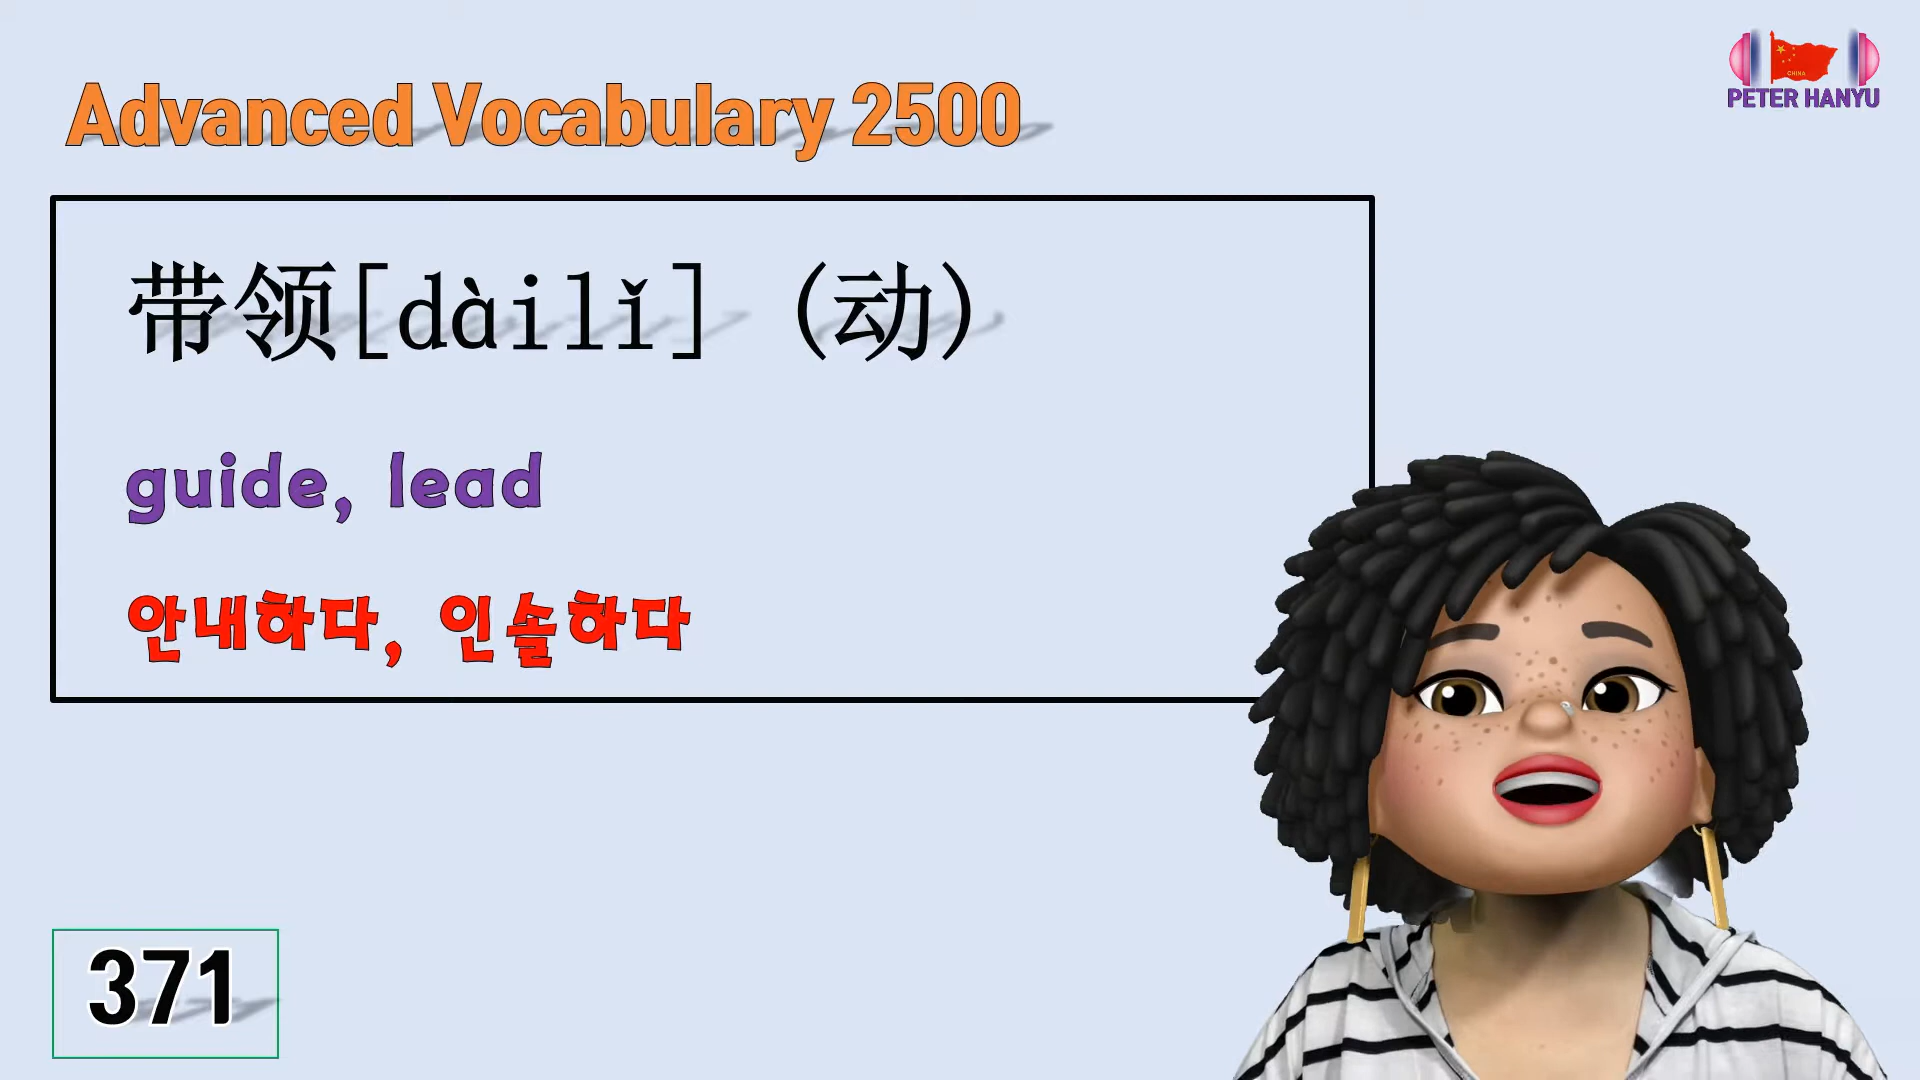 Advanced Vocabulary 2500
CHINA
PETER HANYU
带领[dàilǐ] (动)
guide, lead
안내하다, 인솔하다
371